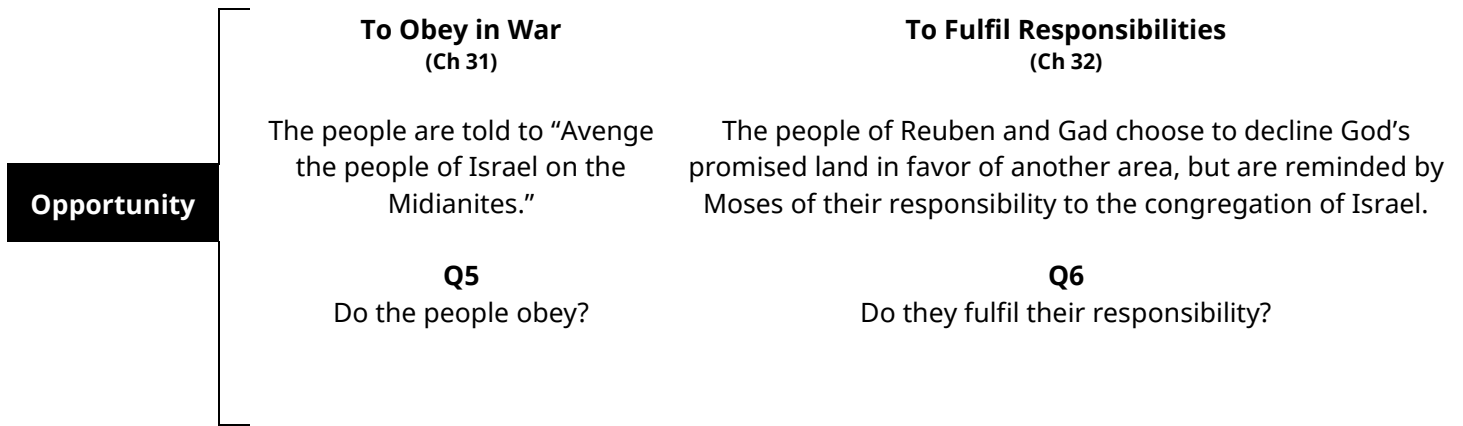 Opportunity
To Obey in War
(Ch 31)
The people are told to “Avenge
the people of Israel on the
Midianites.”
Q5
Do the people obey?
To Fulfil Responsibilities
(Ch 32)
The people of Reuben and Gad choose to decline God’s
promised land in favor of another area, but are reminded by
Moses of their responsibility to the congregation of Israel.
Q6
Do they fulfil their responsibility?